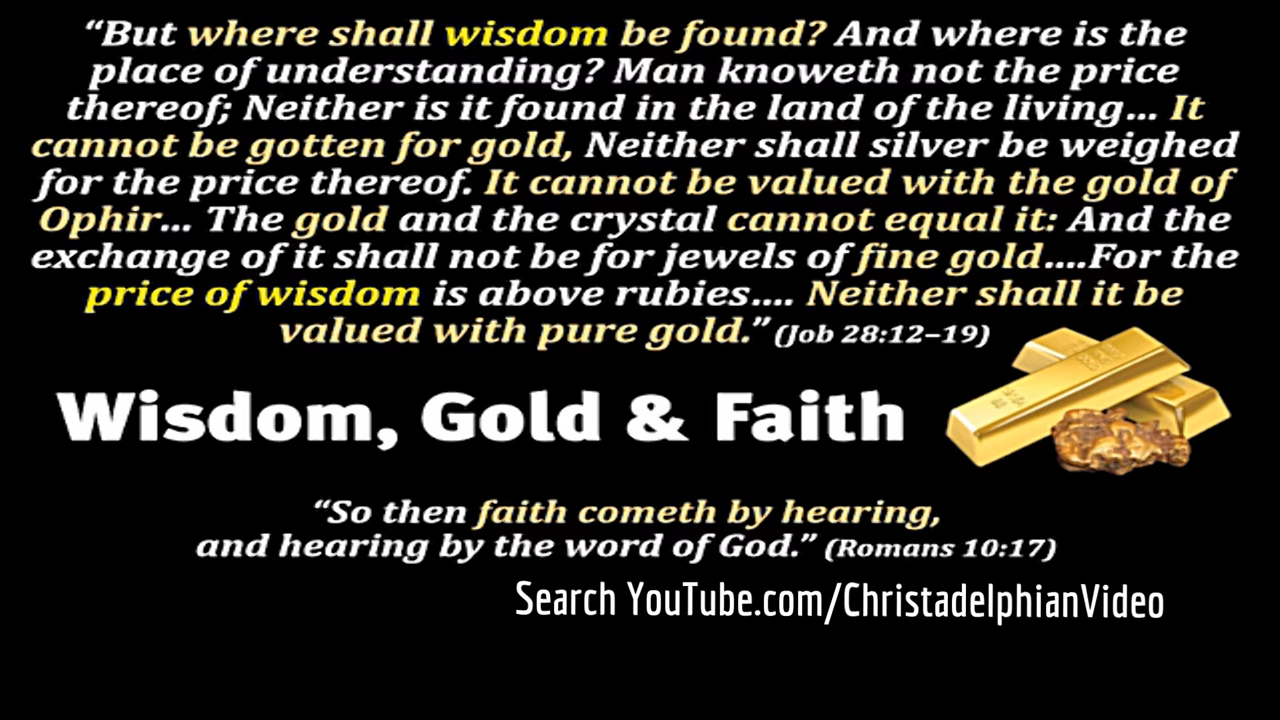 “But where shall wisdom be found? And where is the
place of understanding? Man knoweth not the price
thereof; Neither is it found in the land of the living... It
cannot be gotten for gold, Neither shall silver be weighed
for the price thereof. It cannot be valued with the gold of
Ophir... The gold and the crystal cannot equal it: And the
exchange of it shall not be for jewels of fine gold....For the
price of wisdom is above rubies.... Neither shall it be
valued with pure gold.” (Job 28:12–19)
Wisdom, Gold & Faith
“So then faith cometh by hearing,
and hearing by the word of God.” (Romans 10:17)
Search YouTube.com/ChristadelphianVideo